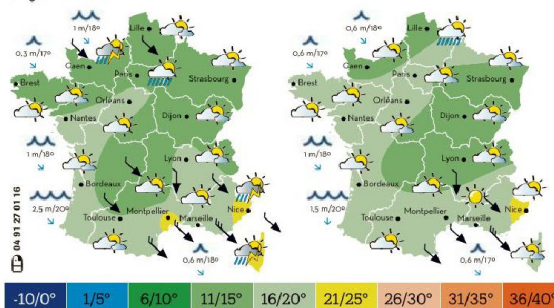 1 m/18°
Lille
0,3 m/17°
Caen
Paris
Strasbourg
Brest
Orléans
Nantes
Dijon
1 m/18°
Lyon
Bordeaux
2,5 m/20°
Toulouse
Montpellier
Marseille
Nice
0,6 m/18°
04 91 27 01 16
0,6 m/18°
Lille
0,6 m/17°
Caen
Paris
Strasbourg
Brest
Orléans
Nantes
Dijon
1 m/18°
Lyon
Bordeaux
1,5 m/20°
Toulouse
Montpellier
Marseille
Nice
0,6 m/17°
-10/0° 1/5° 6/10° 11/15° 16/20° 21/25° 26/30° 31/35° 36/40°